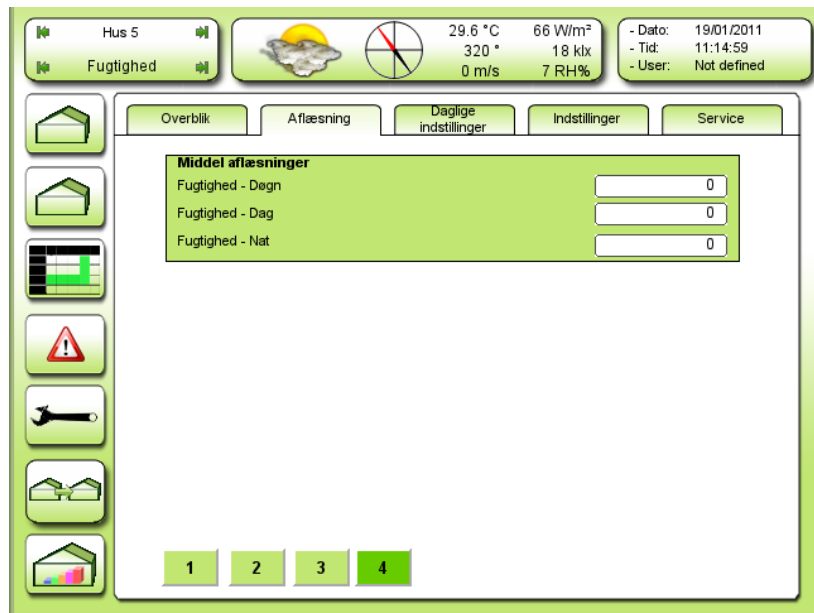 Hus 5
Fugtighed
29.6 °C 66 W/m²
320 ° 18 klx
0 m/s 7 RH%
- Dato: 19/01/2011
- Tid: 11:14:59
- User: Not defined
Overblik
Aflæsning
Daglige
indstillinger
Indstillinger
Service
Middel aflæsninger
Fugtighed - Døgn 0
Fugtighed - Dag 0
Fugtighed - Nat 0
1 2 3 4